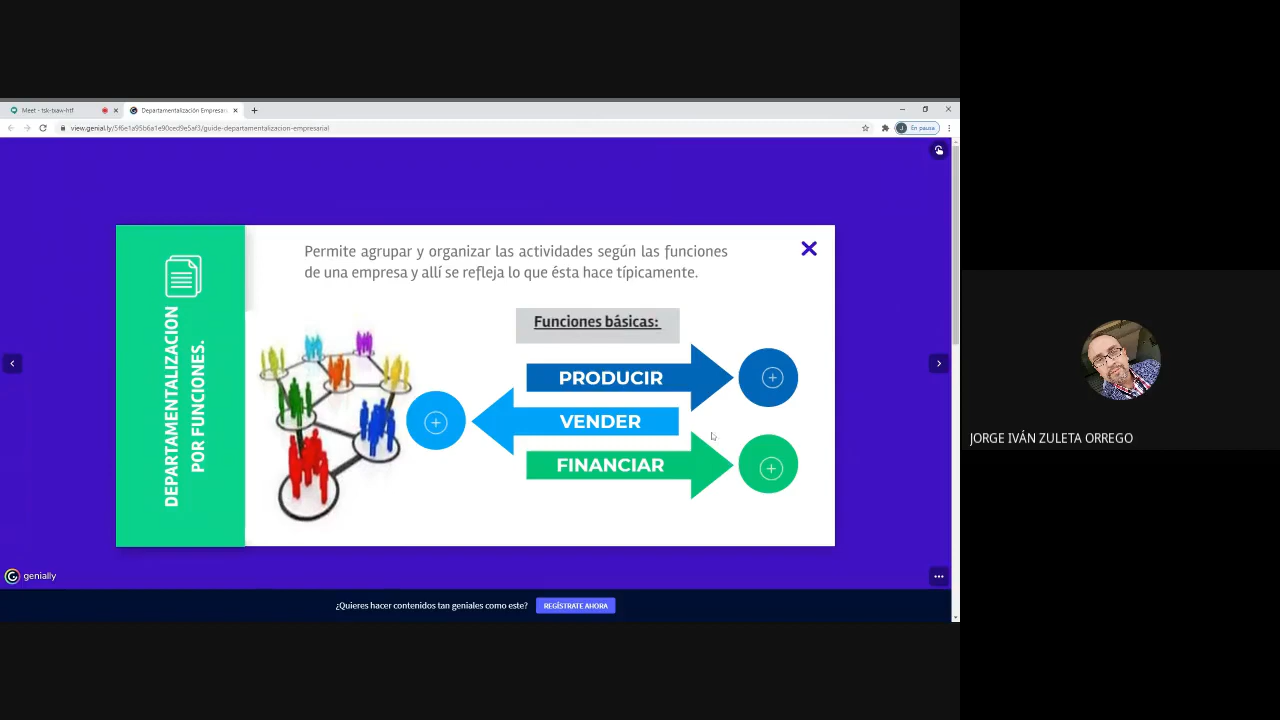 Meet - tsk-txaw-htf
Departamentalización Empresari
view.genial.ly/5f6e1a95b6a1e90ced9e5af3/guide-departamentalizacion-empresarial
J
En pausa
DEPARTAMENTALIZACION
POR FUNCIONES.
Permite agrupar y organizar las actividades según las funciones
de una empresa y allí se refleja lo que ésta hace típicamente.
Funciones básicas:
PRODUCIR
VENDER
FINANCIAR
JORGE IVÁN ZULETA ORREGO
genially
¿Quieres hacer contenidos tan geniales como este?
REGÍSTRATE AHORA